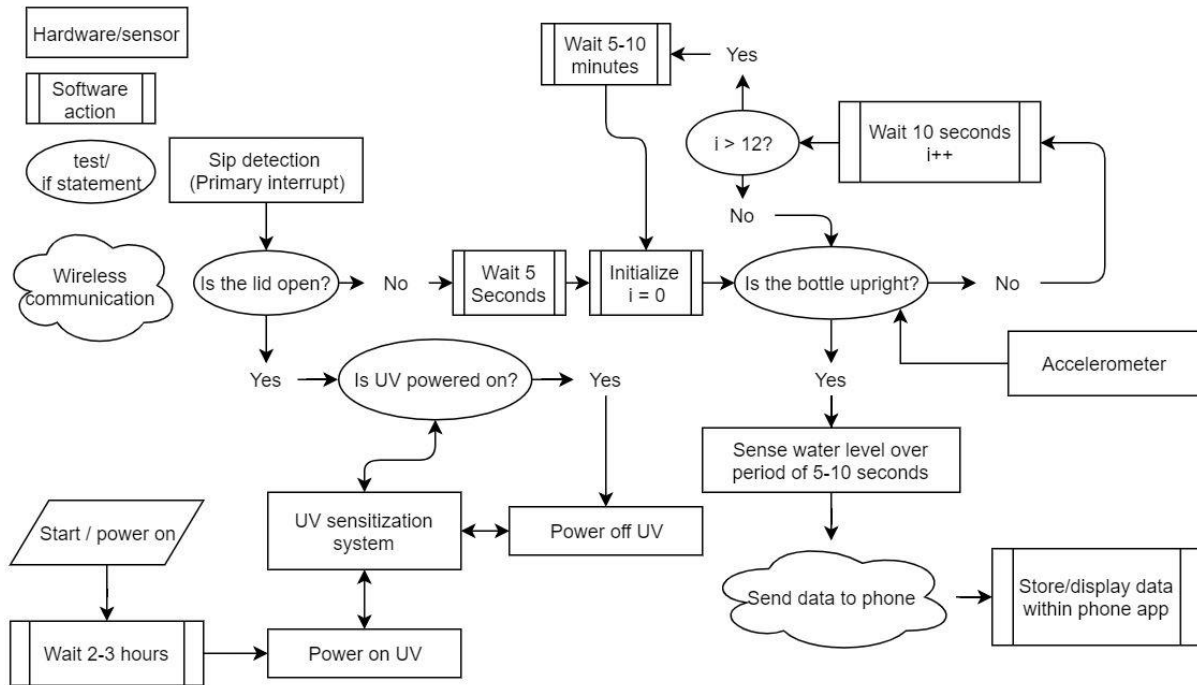 Hardware/sensor
Software
action
test/
if statement
Wireless
communication
Sip detection
(Primary interrupt)
Is the lid open?
No
Wait 5
Seconds
Initialize
i = 0
Wait 5-10
minutes
Yes
i > 12?
No
Wait 10 seconds
i++
Is the bottle upright?
No
Accelerometer
Yes
Is UV powered on?
Yes
Yes
Sense water level over
period of 5-10 seconds
Start / power on
UV sensitization
system
Power off UV
Send data to phone
Store/display data
within phone app
Wait 2-3 hours
Power on UV